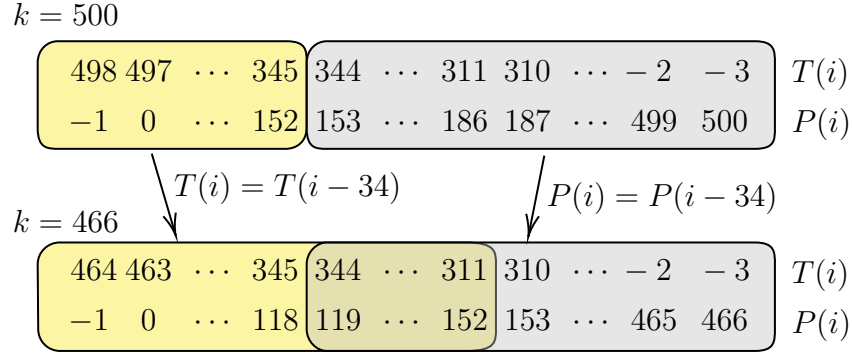 k = 500
498 497 ⋯ 345 344 ⋯ 311 310 ⋯ −2 −3 T(i)
−1 0 ⋯ 152 153 ⋯ 186 187 ⋯ 499 500 P(i)
T(i) = T(i − 34)
P(i) = P(i − 34)
k = 466
464 463 ⋯ 345 344 ⋯ 311 310 ⋯ −2 −3 T(i)
−1 0 ⋯ 118 119 ⋯ 152 153 ⋯ 465 466 P(i)